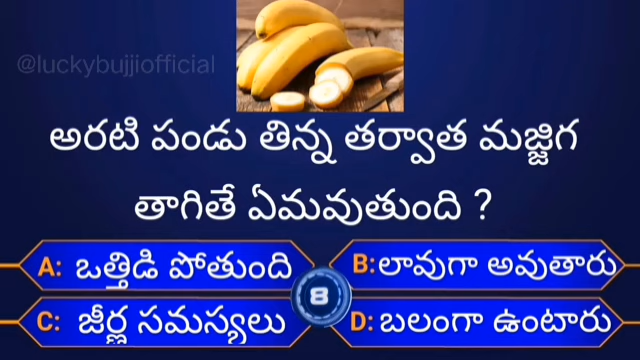 @luckybujjiofficial
అరటి పండు తిన్న తర్వాత మజ్జిగ
తాగితే ఏమవుతుంది ?
A: ఒత్తిడి పోతుంది
B: లావుగా అవుతారు
8
C: జీర్ణ సమస్యలు
D: బలంగా ఉంటారు